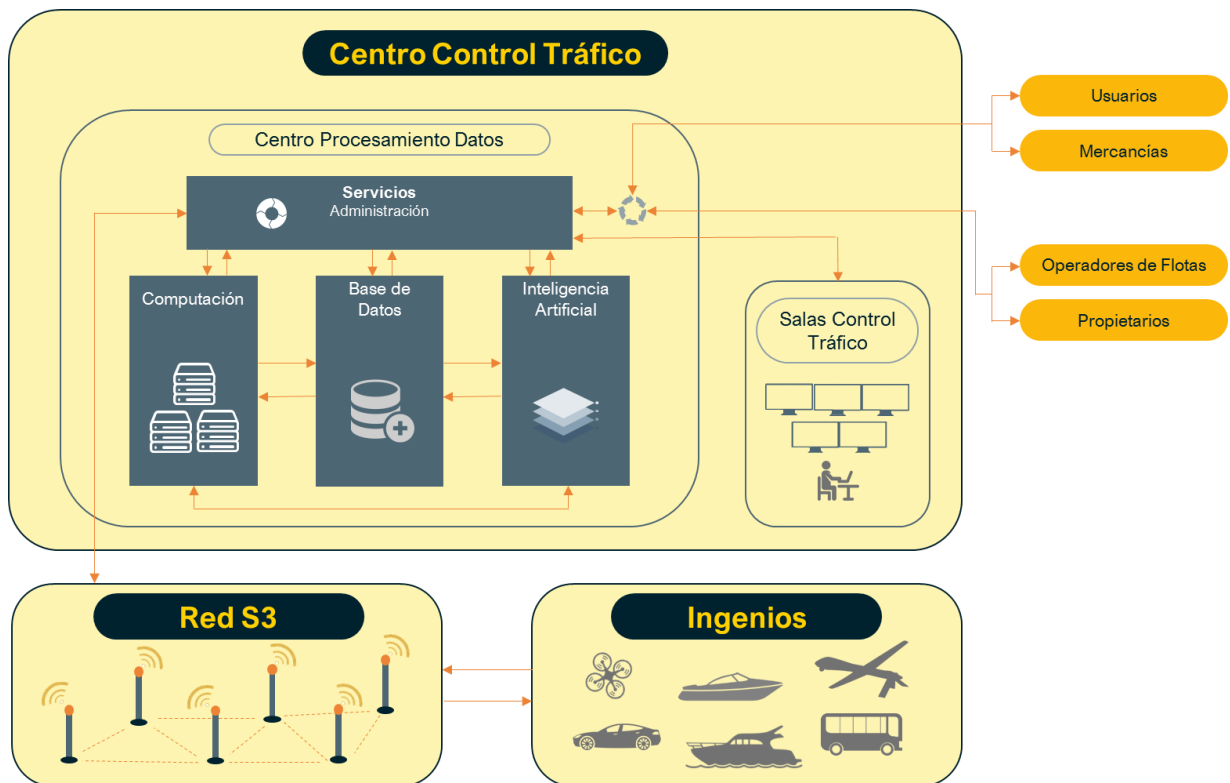 Centro Control Tráfico
Centro Procesamiento Datos
Servicios
Administración
Computación
Base de
Datos
Inteligencia
Artificial
Salas Control
Tráfico
Usuarios
Mercancías
Operadores de Flotas
Propietarios
Red S3
Ingenios